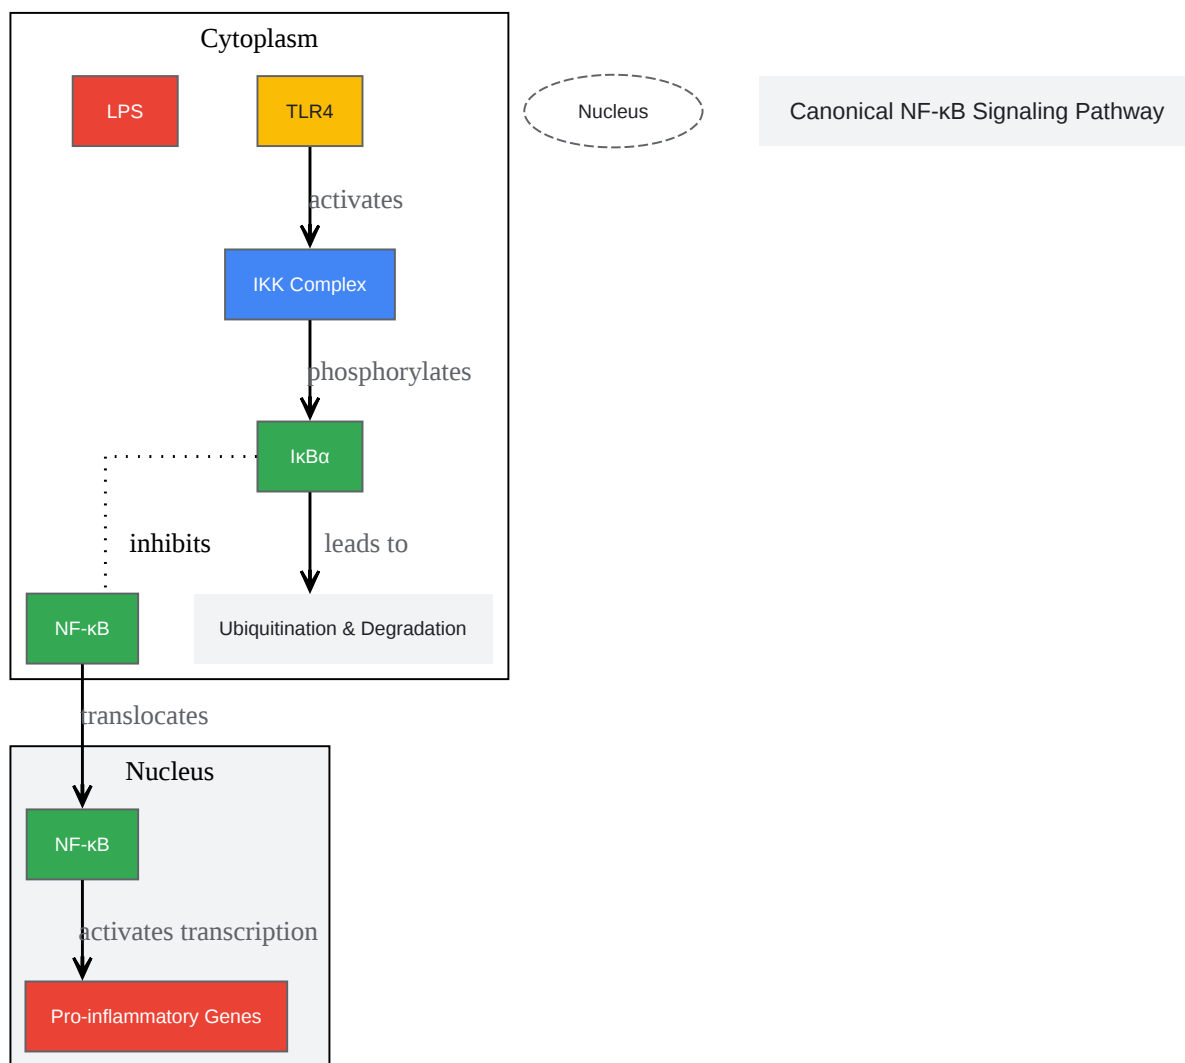 Cytoplasm
LPS
TLR4
Nucleus
Canonical NF-κB Signaling Pathway
activates
IKK Complex
phosphorylates
IκBα
inhibits
leads to
NF-κB
Ubiquitination & Degradation
translocates
Nucleus
NF-κB
activates transcription
Pro-inflammatory Genes